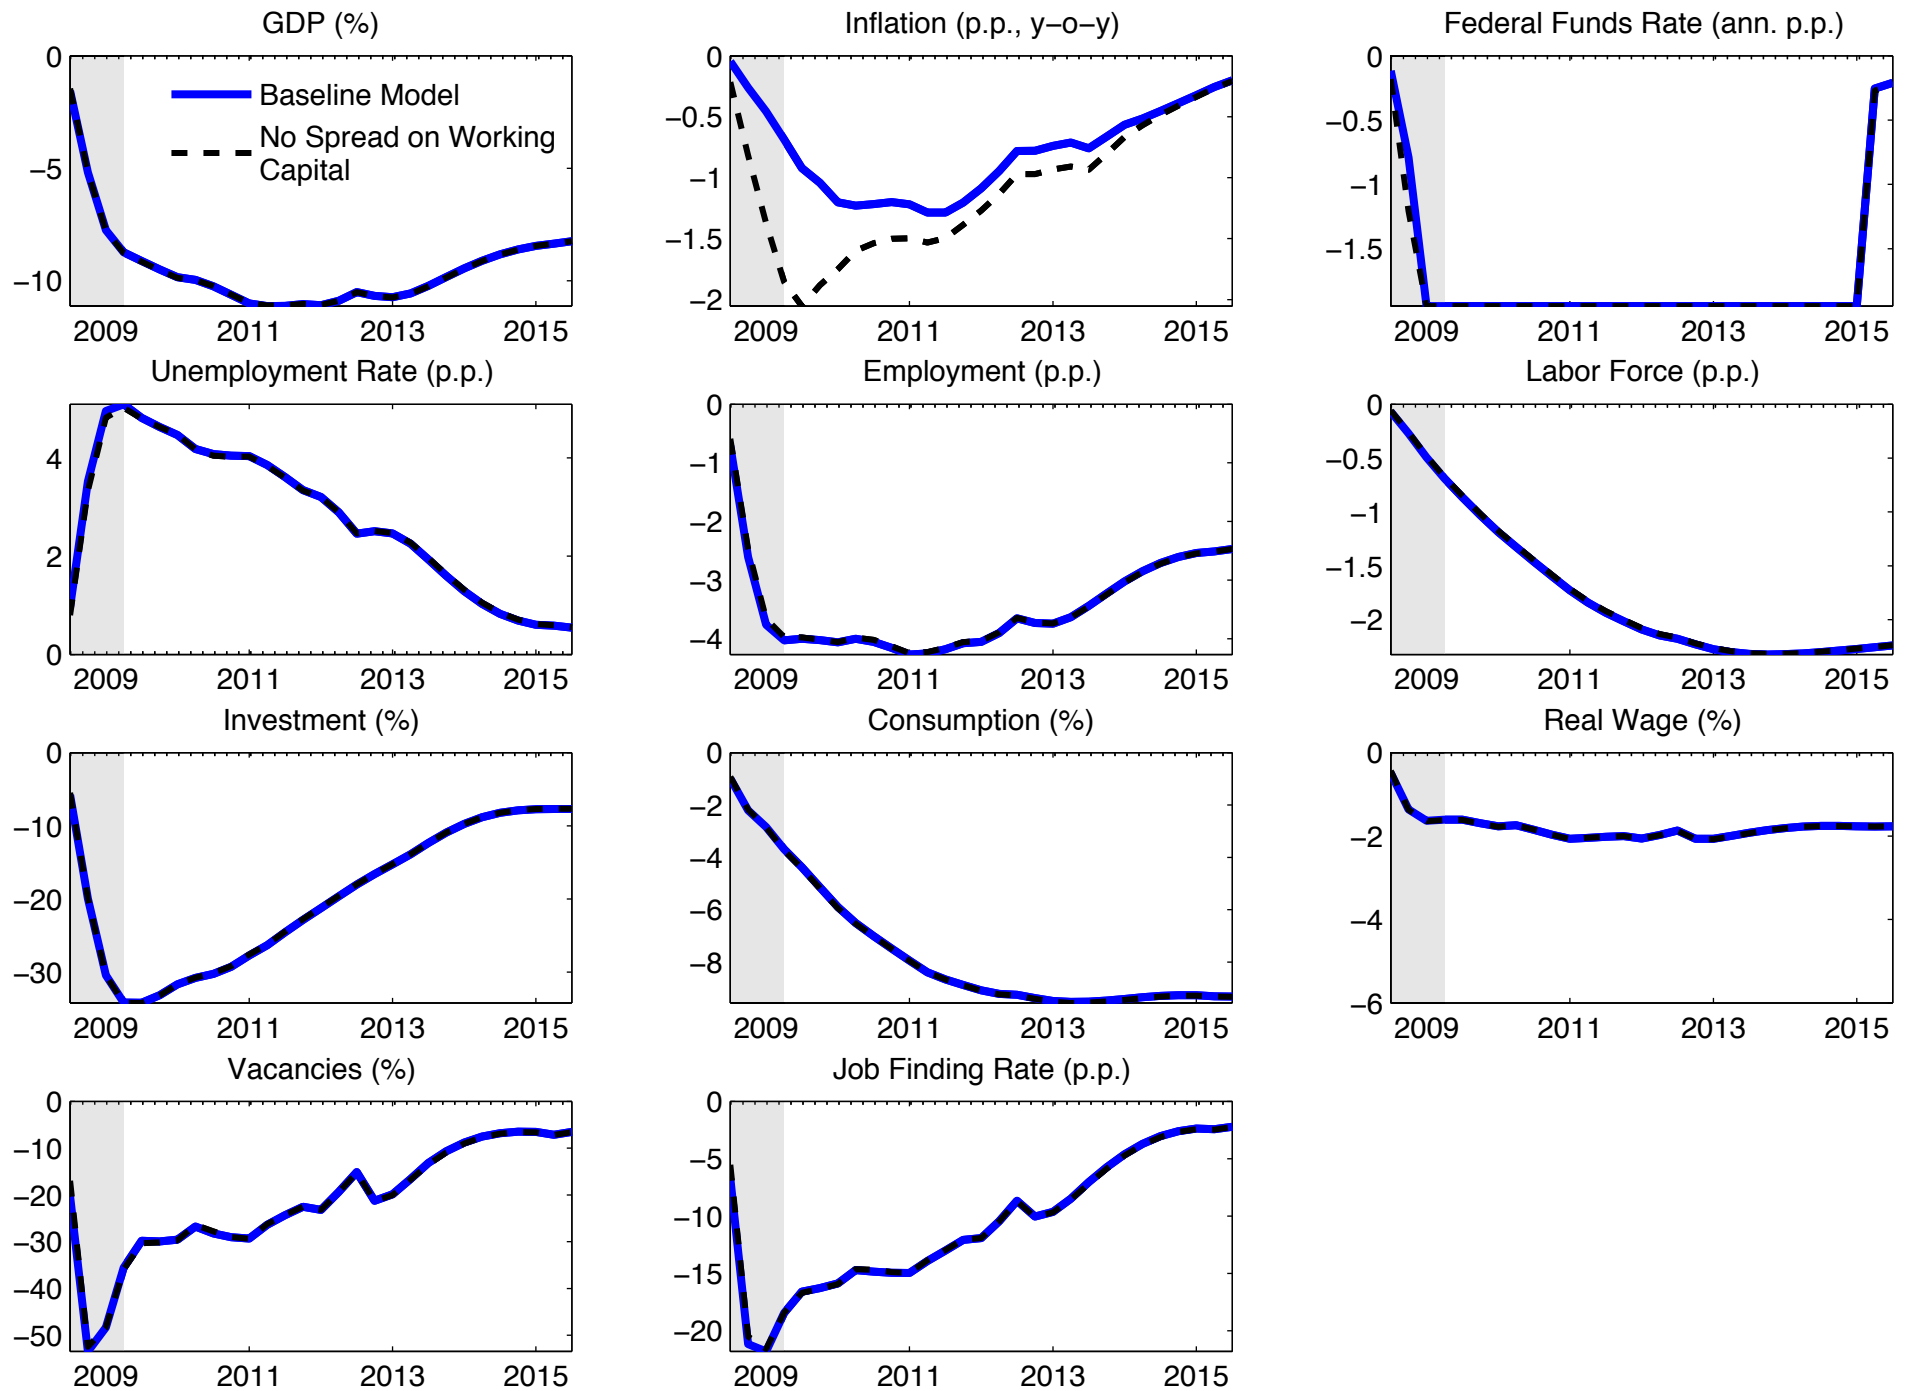 GDP (%)
0
−5
−10
Baseline Model
No Spread on Working
Capital
2009 2011 2013 2015
Inflation (p.p., y−o−y)
0
−0.5
−1
−1.5
−2
2009 2011 2013 2015
Federal Funds Rate (ann. p.p.)
0
−0.5
−1
−1.5
2009 2011 2013 2015
Unemployment Rate (p.p.)
4
2
0
2009 2011 2013 2015
Employment (p.p.)
0
−1
−2
−3
−4
2009 2011 2013 2015
Labor Force (p.p.)
0
−0.5
−1
−1.5
−2
2009 2011 2013 2015
Investment (%)
0
−10
−20
−30
2009 2011 2013 2015
Consumption (%)
0
−2
−4
−6
−8
2009 2011 2013 2015
Real Wage (%)
0
−2
−4
−6
2009 2011 2013 2015
Vacancies (%)
0
−10
−20
−30
−40
−50
2009 2011 2013 2015
Job Finding Rate (p.p.)
0
−5
−10
−15
−20
2009 2011 2013 2015